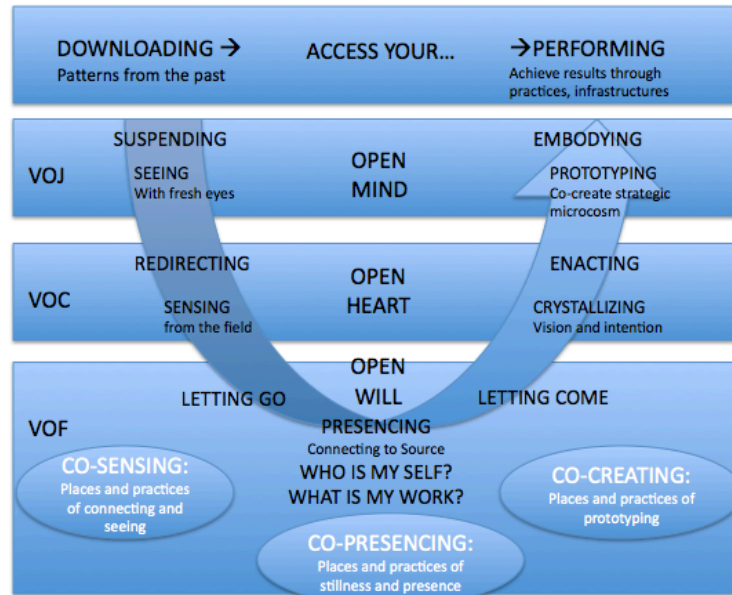 DOWNLOADING → ACCESS YOUR... →PERFORMING
Patterns from the past
Achieve results through
practices, infrastructures
SUSPENDING
EMBODYING
VOJ
SEEING
With fresh eyes
OPEN
MIND
PROTOTYPING
Co-create strategic
microcosm
REDIRECTING
ENACTING
VOC
OPEN
HEART
SENSING
from the field
CRYSTALLIZING
Vision and intention
OPEN
WILL
LETTING GO
LETTING COME
VOF
PRESENCING
Connecting to Source
WHO IS MY SELF?
WHAT IS MY WORK?
CO-SENSING:
Places and practices
of connecting and
seeing
CO-CREATING:
Places and practices of
prototyping
CO-PRESENCING:
Places and practices of
stillness and presence